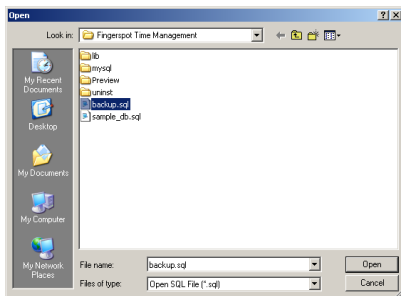 Open
Look in: Fingerspot Time Management
My Recent
Documents
Desktop
My Documents
My Computer
My Network
Places
lib
mysql
Preview
uninst
backup.sql
sample_db.sql
File name: backup.sql Open
Files of type: Open SQL File (*.sql) Cancel